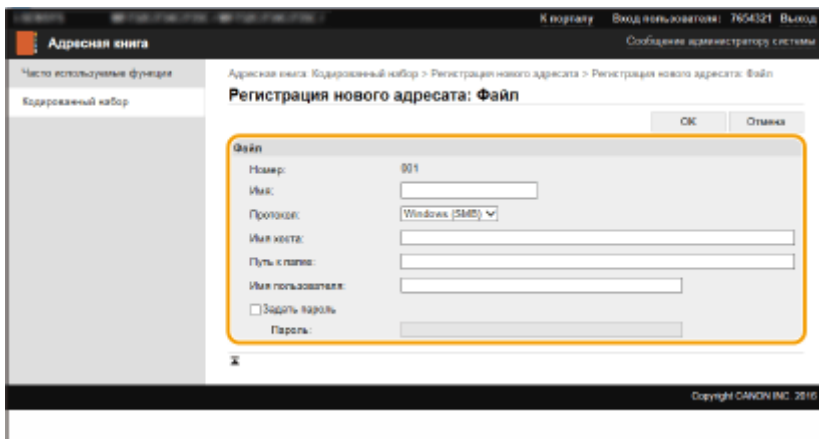 К порталу Вход пользователя: 7654321 Выход
Адресная книга Сообщение администратору системы
Часто используемые функции
Кодированный набор
Адресная книга: Кодированный набор > Регистрация нового адресата > Регистрация нового адресата: Файл
Регистрация нового адресата: Файл
OK Отмена
Файл
Номер: 001
Имя:
Протокол: Windows (SMB)
Имя хоста:
Путь к папке:
Имя пользователя:
Задать пароль
Пароль:
Copyright CANON INC. 2016